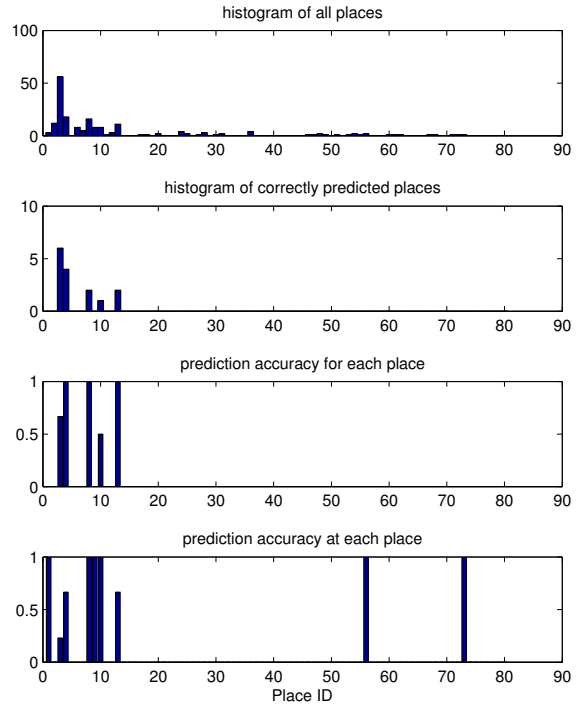 histogram of all places
100
50
0
0 10 20 30 40 50 60 70 80 90
histogram of correctly predicted places
10
5
0
0 10 20 30 40 50 60 70 80 90
prediction accuracy for each place
1
0.5
0
0 10 20 30 40 50 60 70 80 90
prediction accuracy at each place
1
0.5
0
0 10 20 30 40 50 60 70 80 90
Place ID